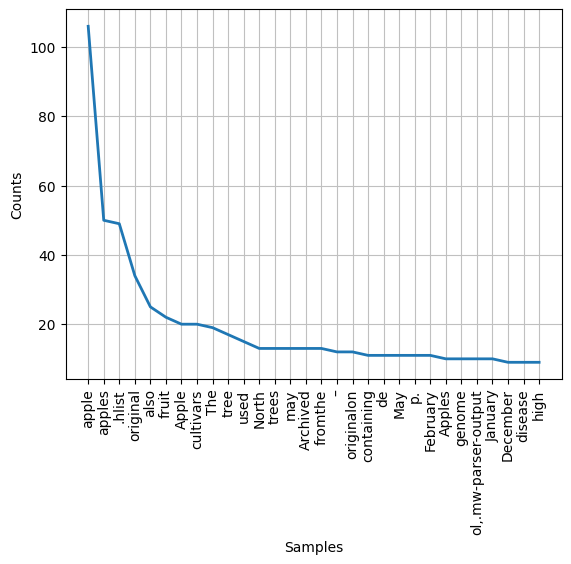 100
80
60
40
20
Counts
apple
apples
.hlist
original
also
fruit
Apple
cultivars
The
tree
used
North
trees
may
Archived
fromthe
–
originalon
containing
de
May
p.
February
Apples
genome
ol,.mw-parser-output
January
December
disease
high
Samples